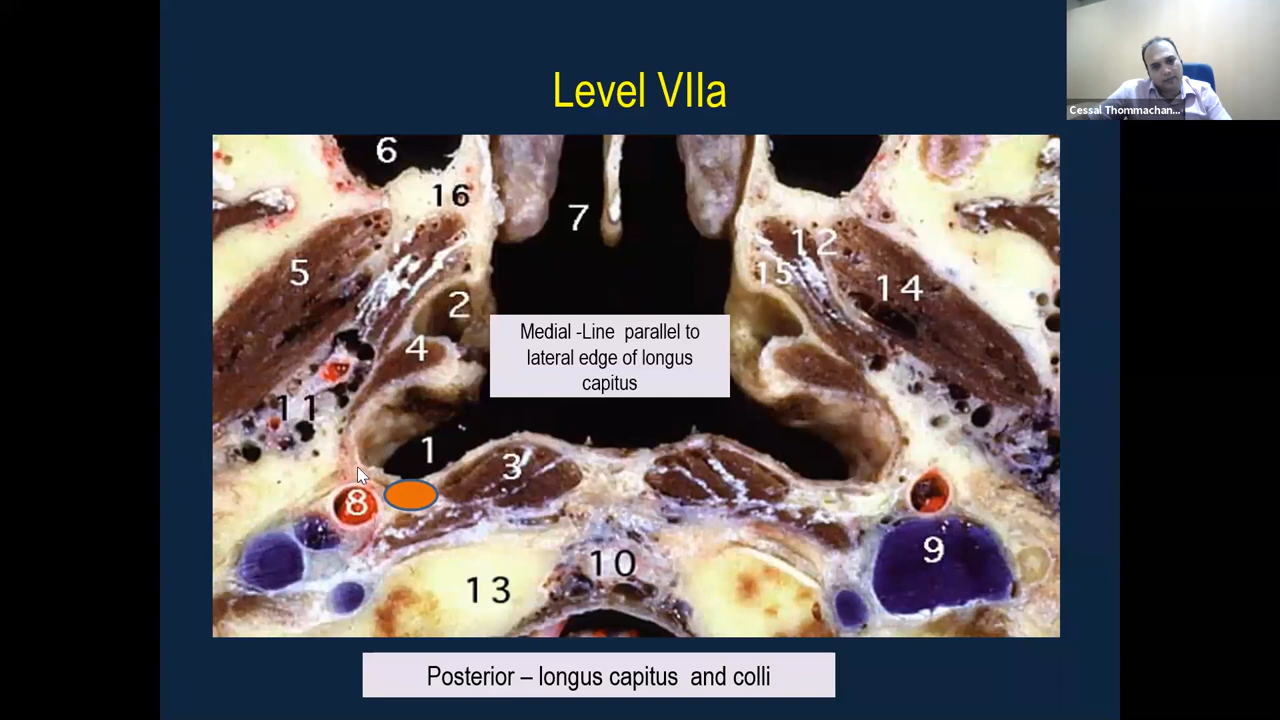 Level VIIa
Cessal Thommachan...
6
16
7
5
12
15
14
2
4
Medial -Line parallel to
lateral edge of longus
capitus
11
1
3
8
9
10
13
Posterior – longus capitus and colli